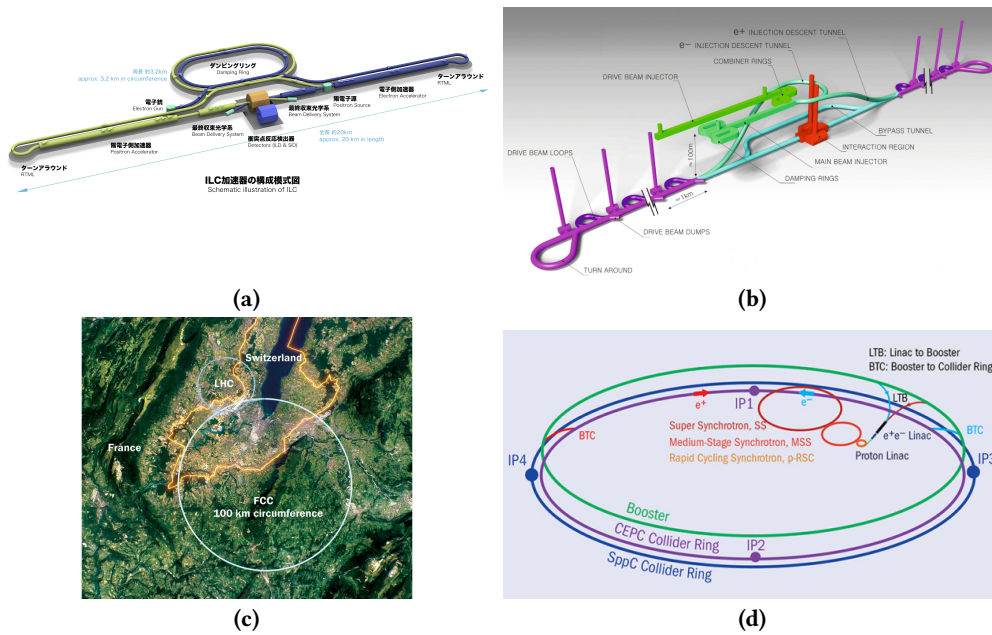 周長 約3.2km
approx. 3.2 km in circumference
ダンピングリング
Damping Ring
ターンアラウンド
RTML
電子側加速器
Electron Accelerator
陽電子源
Positron Source
電子銃
Electron Gun
最終収束光学系
Beam Delivery System
最終収束光学系
Beam Delivery System
全長 約20km
approx. 20 km in length
衝突点反応検出器
Detectors (ILD & SiD)
陽電子側加速器
Positron Accelerator
ターンアラウンド
RTML
ILC加速器の構成模式図
Schematic illustration of ILC
(a)
e+ INJECTION DESCENT TUNNEL
e− INJECTION DESCENT TUNNEL
COMBINER RINGS
DRIVE BEAM INJECTOR
BYPASS TUNNEL
INTERACTION REGION
MAIN BEAM INJECTOR
DAMPING RINGS
DRIVE BEAM LOOPS
≈100m
≈1km
DRIVE BEAM DUMPS
TURN AROUND
(b)
Switzerland
LHC
France
FCC
100 km circumference
(c)
LTB: Linac to Booster
BTC: Booster to Collider Ring
IP1
e+
e−
LTB
Super Synchrotron, SS
Medium-Stage Synchrotron, MSS
Rapid Cycling Synchrotron, p-RSC
e+e− Linac
Proton Linac
BTC
BTC
IP4
IP3
Booster
CEPC Collider Ring
IP2
SppC Collider Ring
(d)